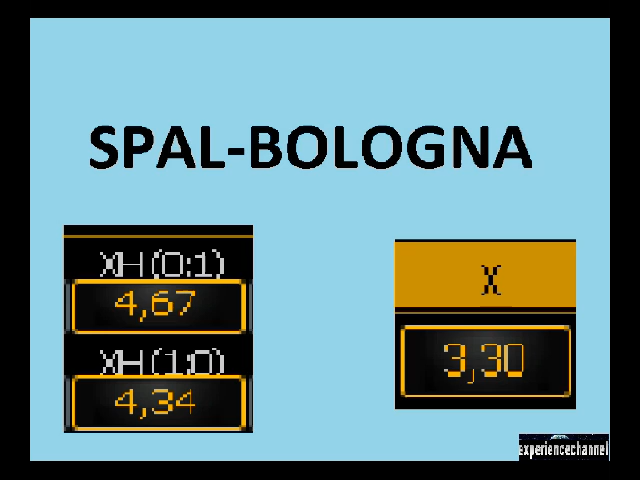 SPAL-BOLOGNA
XH(0:1)
4,67
XH(1:0)
4,34
X
3,30
experiencechannel